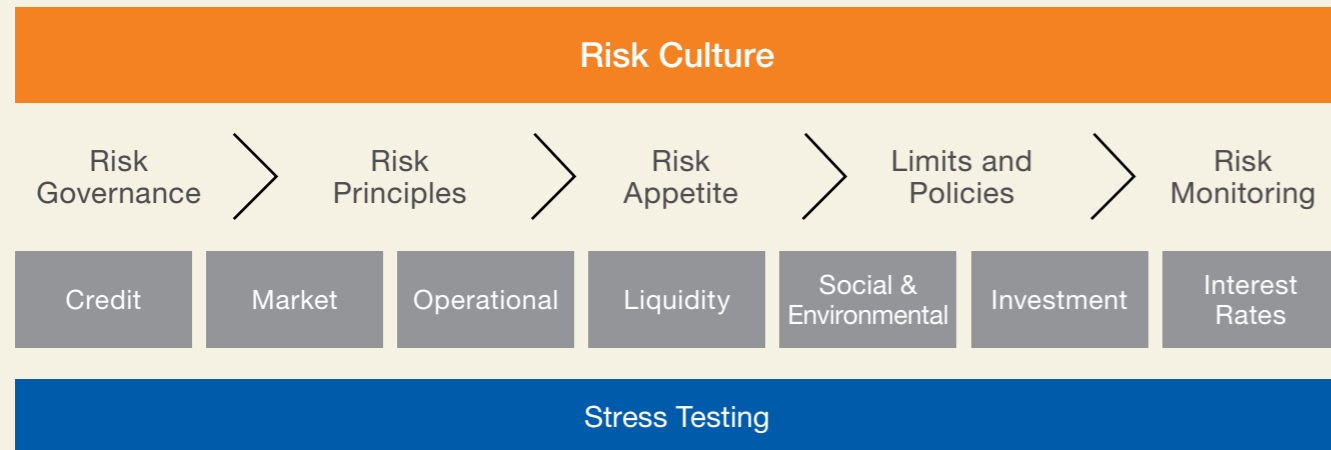 Risk Culture
Risk
Governance
Risk
Principles
Risk
Appetite
Limits and
Policies
Risk
Monitoring
Credit
Market
Operational
Liquidity
Social &
Environmental
Investment
Interest
Rates
Stress Testing